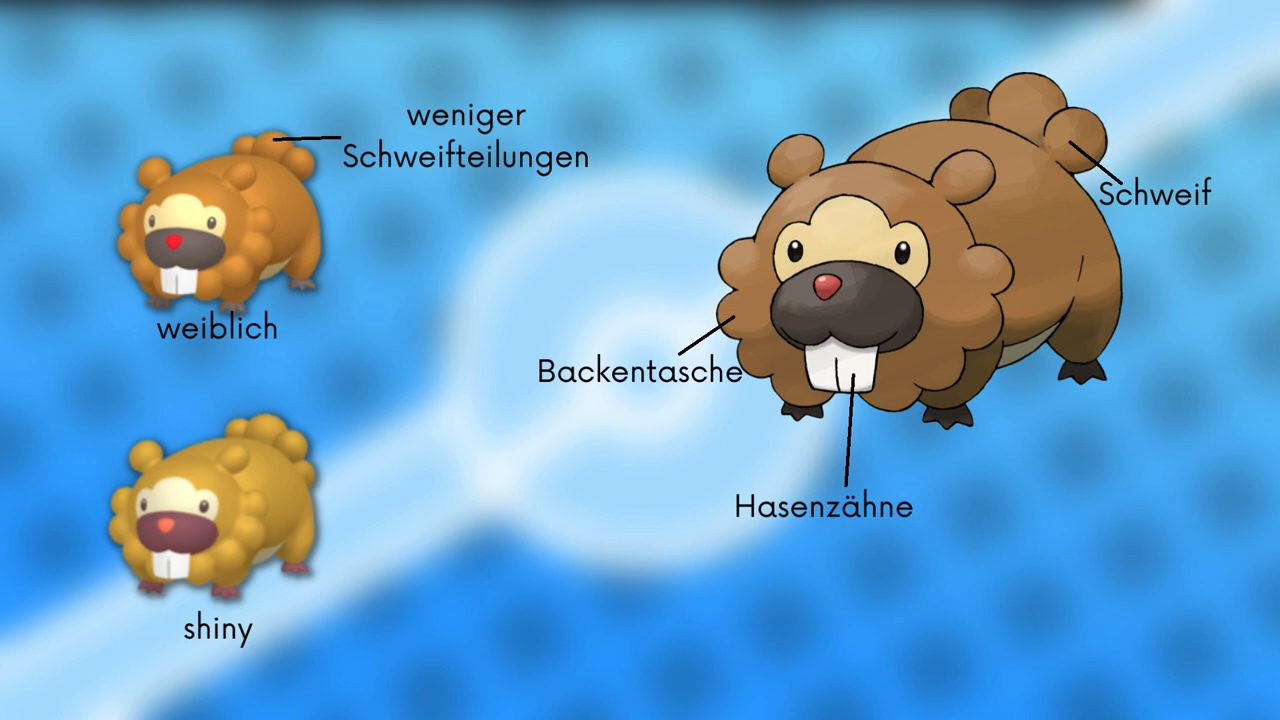 weniger
Schweifteilungen
weiblich
shiny
Schweif
Backentasche
Hasenzähne